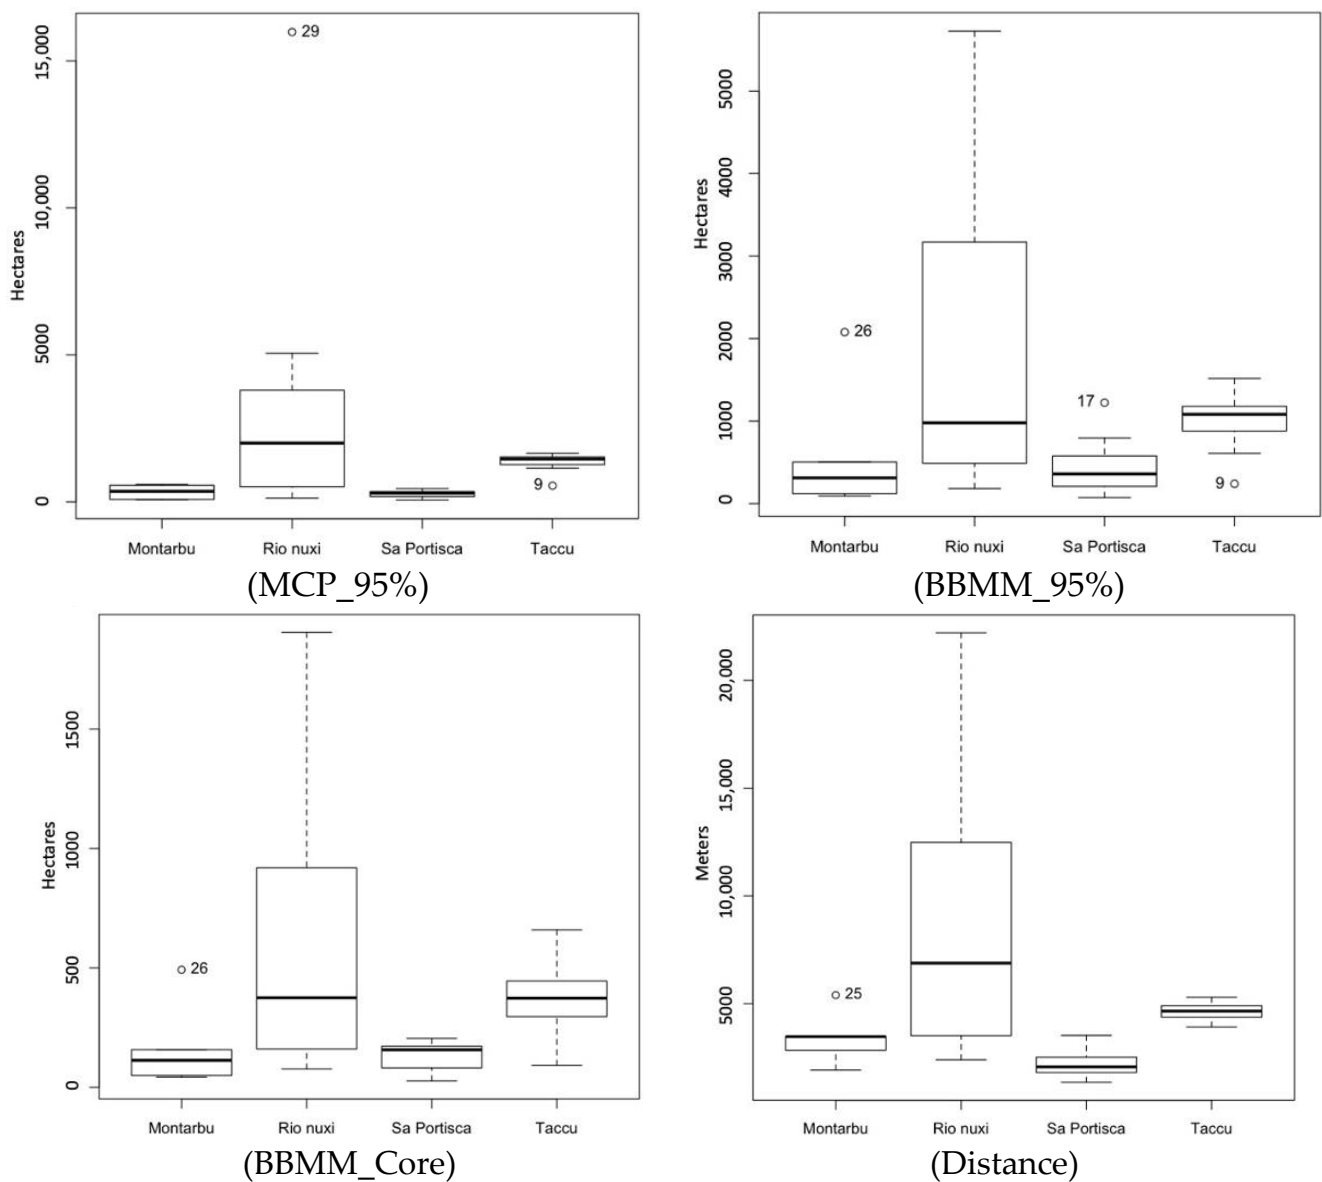 15,000
10,000
5000
0
Hectares
29
9
Montarbu Rio nuxi Sa Portisca Taccu
(MCP_95%)
5000
4000
3000
2000
1000
0
Hectares
26
17
9
Montarbu Rio nuxi Sa Portisca Taccu
(BBMM_95%)
1500
1000
500
0
Hectares
26
Montarbu Rio nuxi Sa Portisca Taccu
(BBMM_Core)
20,000
15,000
10,000
5000
Meters
25
Montarbu Rio nuxi Sa Portisca Taccu
(Distance)